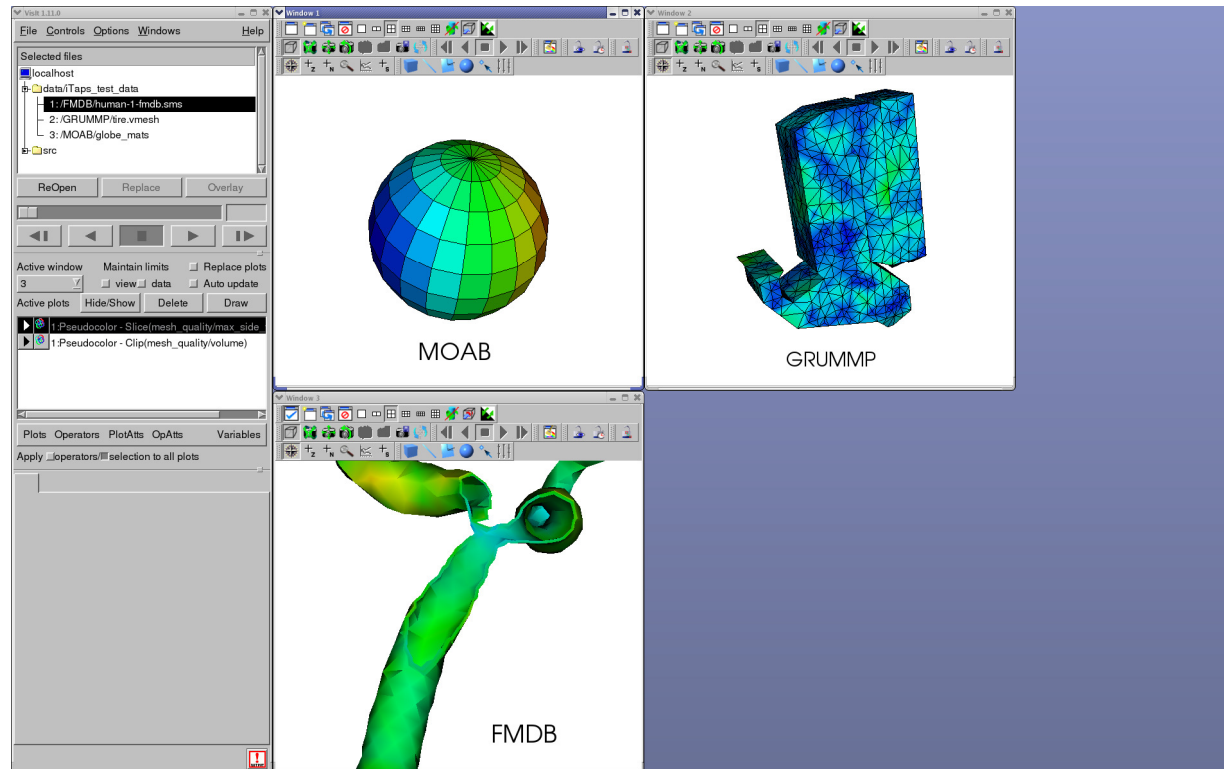 VisIt 1.11.0
File Controls Options Windows Help
Selected files
localhost
data/iTaps_test_data
1:/FMDB/human-1-fmdb.sms
2:/GRUMMP/tire.vmesh
3:/MOAB/globe_mats
src
ReOpen Replace Overlay
Active window Maintain limits Replace plots
3 view data Auto update
Active plots Hide/Show Delete Draw
1:Pseudocolor - Slice(mesh_quality/max_side
1:Pseudocolor - Clip(mesh_quality/volume)
Plots Operators PlotAtts OpAtts Variables
Apply operators/ selection to all plots
Window 1
MOAB
Window 2
GRUMMP
Window 3
FMDB